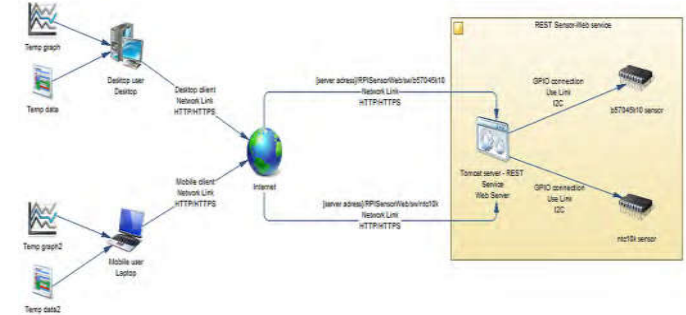 REST Sensor-Web service
Temp graph
Temp data
Desktop user
Desktop
Desktop client
Network Link
HTTP/HTTPS
[server adress]/RPISensorWeb/sw/b57045k10
Network Link
HTTP/HTTPS
GPIO connection
Use Link
I2C
b57045k10 sensor
Internet
Tomcat server - REST
Service
Web Server
Mobile client
Network Link
HTTP/HTTPS
[server adress]/RPISensorWeb/sw/ntc10k
Network Link
HTTP/HTTPS
GPIO connection
Use Link
I2C
ntc10k sensor
Temp graph2
Mobile user
Laptop
Temp data2